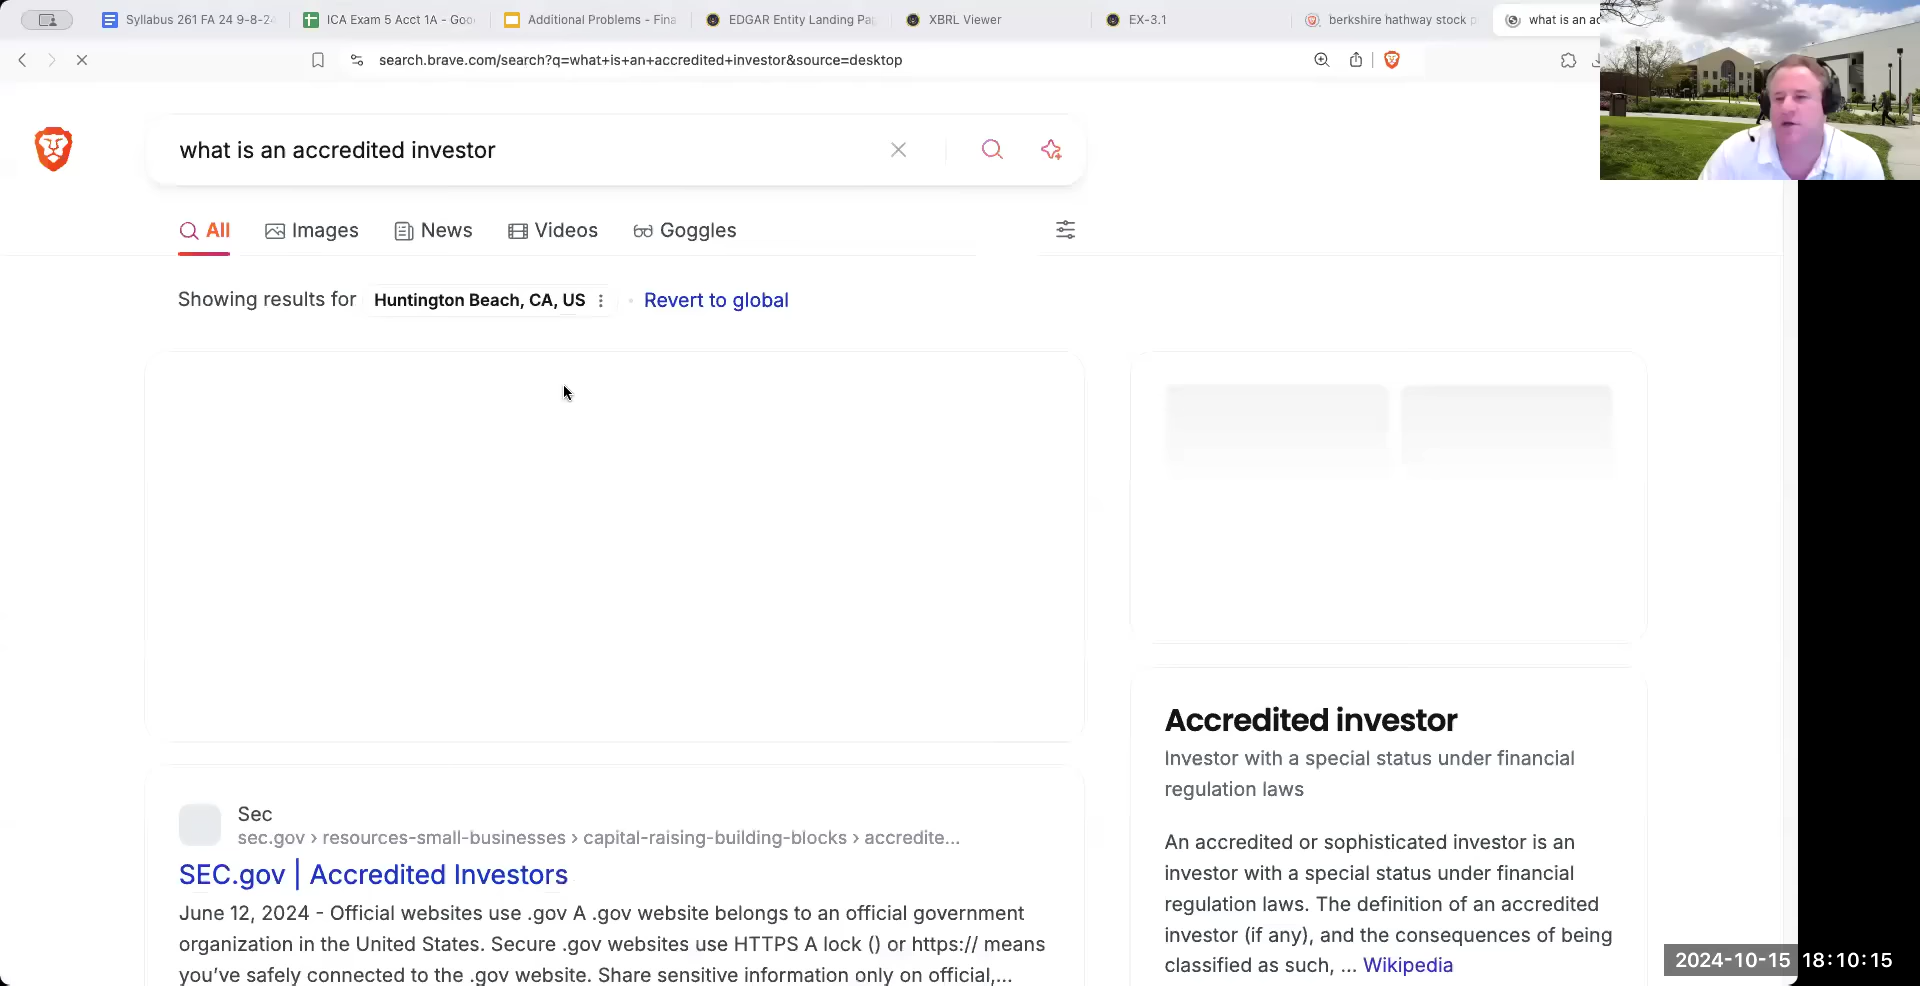 Syllabus 261 FA 24 9-8-24
ICA Exam 5 Acct 1A - Goo
Additional Problems - Fina
EDGAR Entity Landing Pa
XBRL Viewer
EX-3.1
berkshire hathway stock p
what is an ac
search.brave.com/search?q=what+is+an+accredited+investor&source=desktop
what is an accredited investor
All
Images
News
Videos
Goggles
Showing results for
Huntington Beach, CA, US
Revert to global
Sec
sec.gov › resources-small-businesses › capital-raising-building-blocks › accredite...
SEC.gov | Accredited Investors
June 12, 2024 - Official websites use .gov A .gov website belongs to an official government
organization in the United States. Secure .gov websites use HTTPS A lock () or https:// means
you've safely connected to the .gov website. Share sensitive information only on official,...
Accredited investor
Investor with a special status under financial
regulation laws
An accredited or sophisticated investor is an
investor with a special status under financial
regulation laws. The definition of an accredited
investor (if any), and the consequences of being
classified as such, ... Wikipedia
2024-10-15 18:10:15